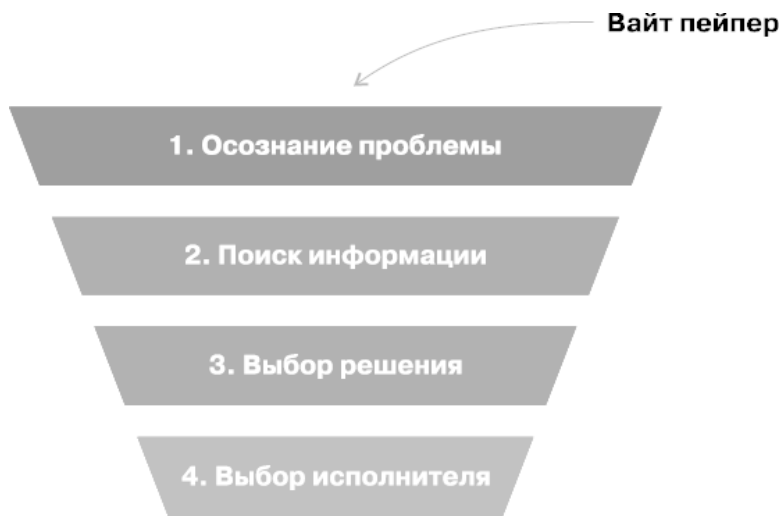 Вайт пейпер
1. Осознание проблемы
2. Поиск информации
3. Выбор решения
4. Выбор исполнителя